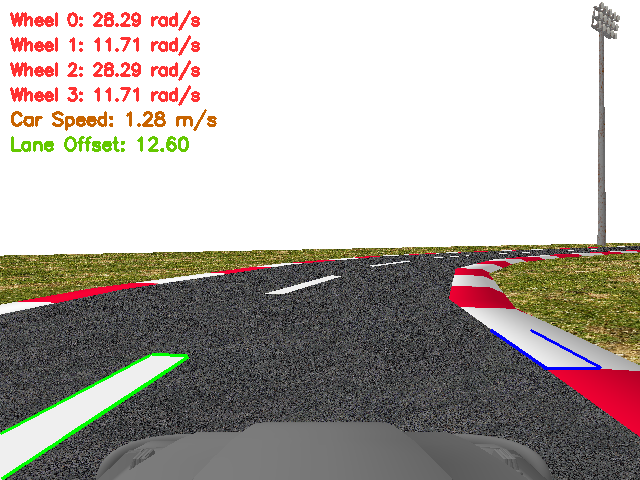 Wheel 0: 28.29 rad/s
Wheel 1: 11.71 rad/s
Wheel 2: 28.29 rad/s
Wheel 3: 11.71 rad/s
Car Speed: 1.28 m/s
Lane Offset: 12.60